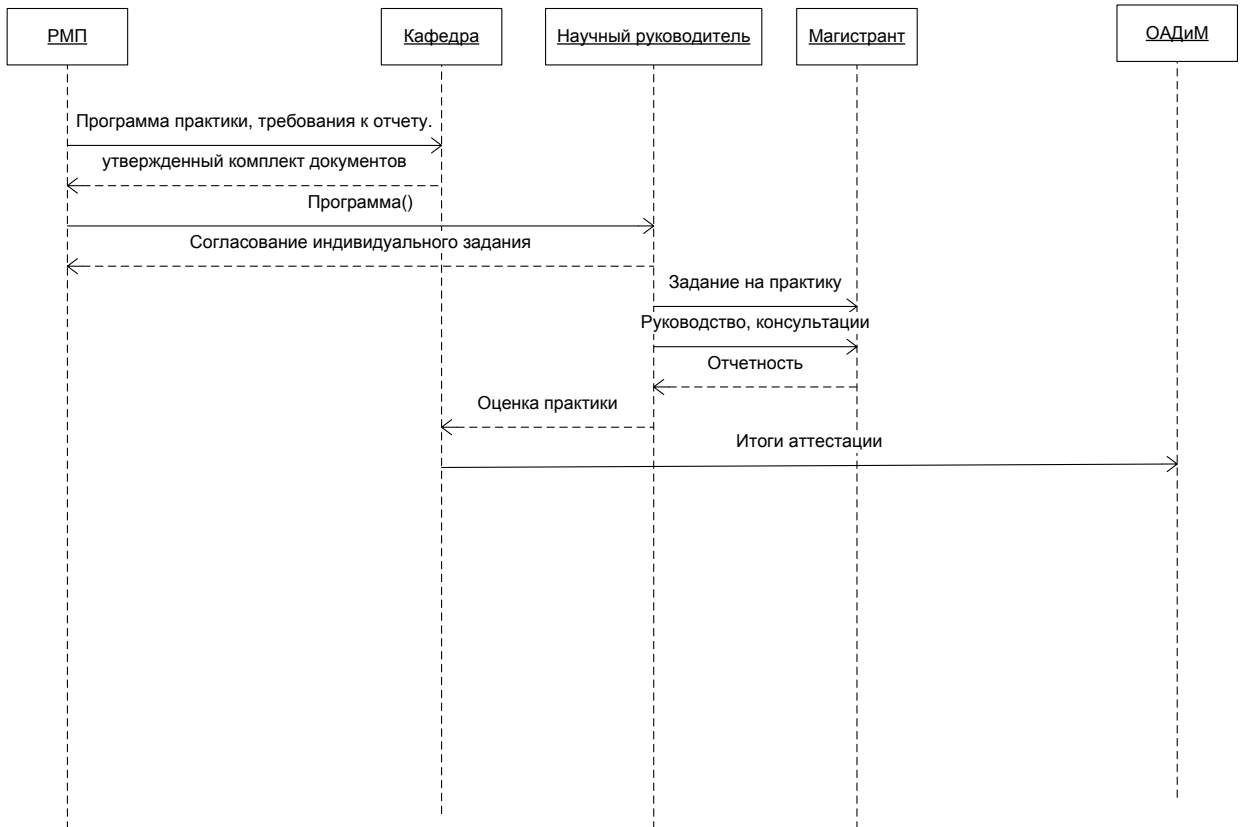 РМП
Кафедра
Научный руководитель
Магистрант
ОАДиМ
Программа практики, требования к отчету.
утвержденный комплект документов
Программа()
Согласование индивидуального задания
Задание на практику
Руководство, консультации
Отчетность
Оценка практики
Итоги аттестации